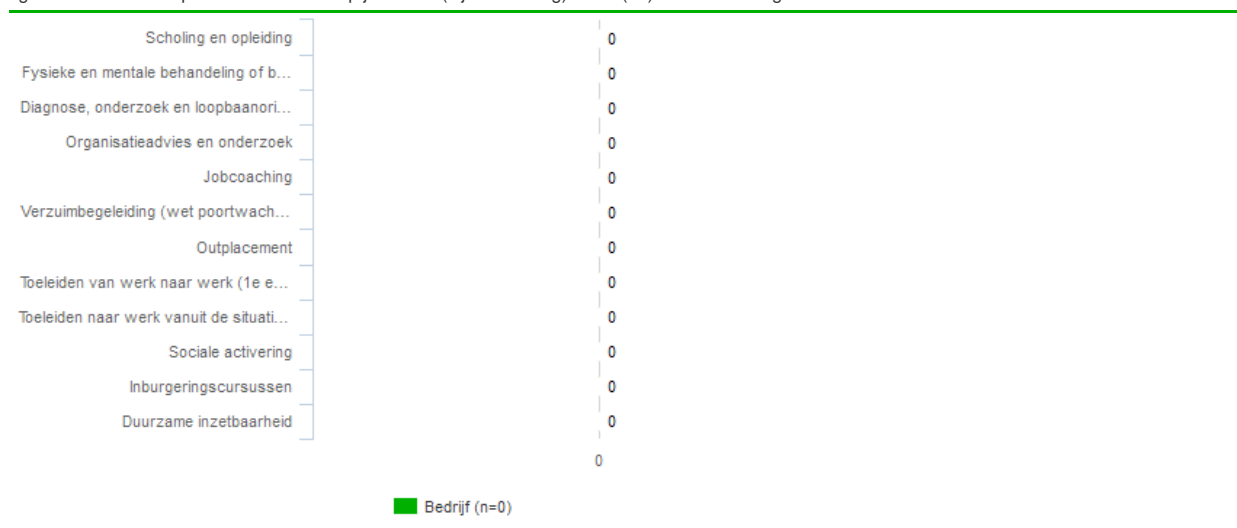 Scholing en opleiding 0
Fysieke en mentale behandeling of b... 0
Diagnose, onderzoek en loopbaanori... 0
Organisatieadvies en onderzoek 0
Jobcoaching 0
Verzuimbegeleiding (wet poortwach... 0
Outplacement 0
Toeleiden van werk naar werk (1e e... 0
Toeleiden naar werk vanuit de situati... 0
Sociale activering 0
Inburgeringscursussen 0
Duurzame inzetbaarheid 0
0
Bedrijf (n=0)